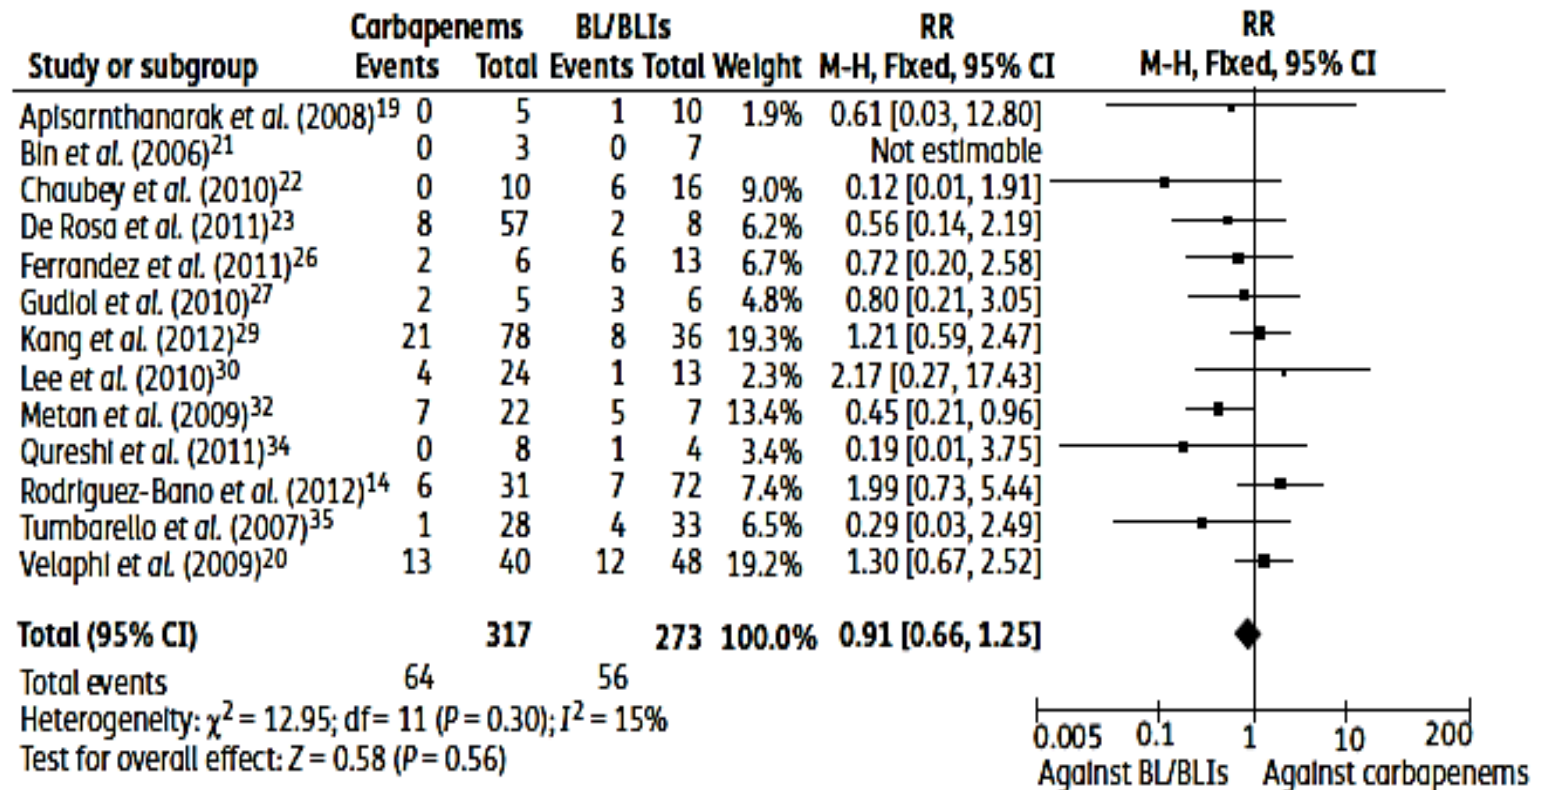 Carbapenems BL/BLIs RR RR
Study or subgroup Events Total Events Total Weight M-H, Fixed, 95% CI M-H, Fixed, 95% CI
Apisarnthanarak et al. (2008)19 0 5 1 10 1.9% 0.61 [0.03, 12.80]
Bin et al. (2006)21 0 3 0 7 Not estimable
Chaubey et al. (2010)22 0 10 6 16 9.0% 0.12 [0.01, 1.91]
De Rosa et al. (2011)23 8 57 2 8 6.2% 0.56 [0.14, 2.19]
Ferrandez et al. (2011)26 2 6 6 13 6.7% 0.72 [0.20, 2.58]
Gudiol et al. (2010)27 2 5 3 6 4.8% 0.80 [0.21, 3.05]
Kang et al. (2012)29 21 78 8 36 19.3% 1.21 [0.59, 2.47]
Lee et al. (2010)30 4 24 1 13 2.3% 2.17 [0.27, 17.43]
Metan et al. (2009)32 7 22 5 7 13.4% 0.45 [0.21, 0.96]
Qureshi et al. (2011)34 0 8 1 4 3.4% 0.19 [0.01, 3.75]
Rodriguez-Bano et al. (2012)14 6 31 7 72 7.4% 1.99 [0.73, 5.44]
Tumbarello et al. (2007)35 1 28 4 33 6.5% 0.29 [0.03, 2.49]
Velaphi et al. (2009)20 13 40 12 48 19.2% 1.30 [0.67, 2.52]
Total (95% CI) 317 273 100.0% 0.91 [0.66, 1.25]
Total events 64 56
Heterogeneity: χ2 = 12.95; df = 11 (P = 0.30); I2 = 15%
Test for overall effect: Z = 0.58 (P = 0.56)
0.005 0.1 1 10 200
Against BL/BLIs Against carbapenems